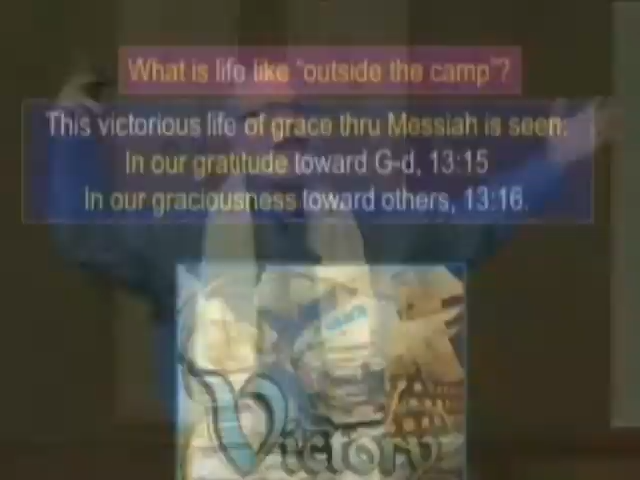 What is life like "outside the camp"?
This victorious life of grace thru Messiah is seen:
In our gratitude toward G-d, 13:15
In our graciousness toward others, 13:16.
Victory